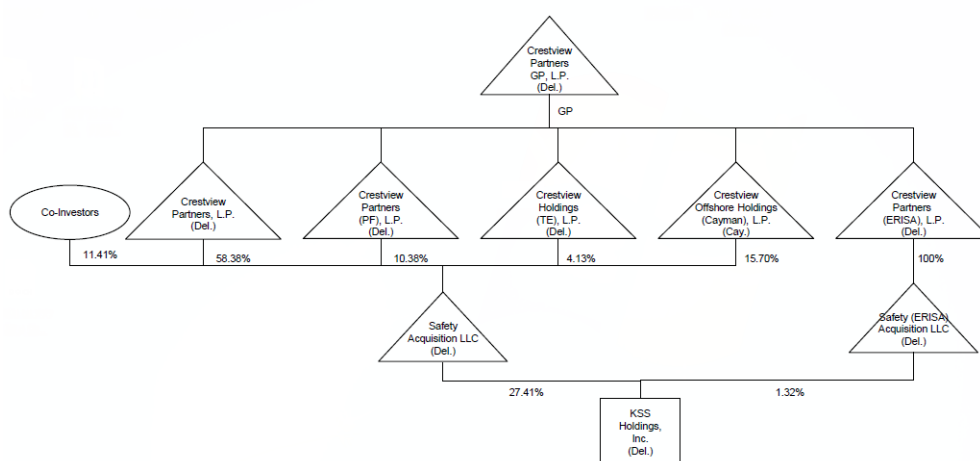 Crestview
Partners
GP, L.P.
(Del.)
GP
Co-Investors
Crestview
Partners, L.P.
(Del.)
Crestview
Partners
(PF), L.P.
(Del.)
Crestview
Holdings
(TE), L.P.
(Del.)
Crestview
Offshore Holdings
(Cayman), L.P.
(Cay.)
Crestview
Partners
(ERISA), L.P.
(Del.)
11.41%
58.38%
10.38%
4.13%
15.70%
100%
Safety
Acquisition LLC
(Del.)
Safety (ERISA)
Acquisition LLC
(Del.)
27.41%
1.32%
KSS
Holdings,
Inc.
(Del.)